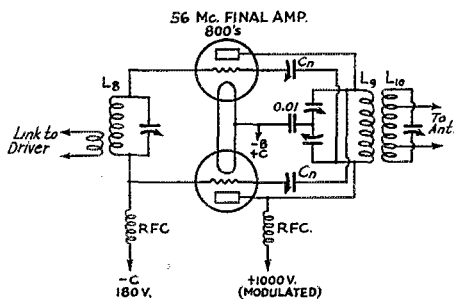 56 Mc. FINAL AMP.
800's
Cn
L8
L9
L10
Link to
Driver
0.01
-B
+C
To
Ant.
Cn
RFC
RFC.
-C
180 V.
+1000 V.
(MODULATED)